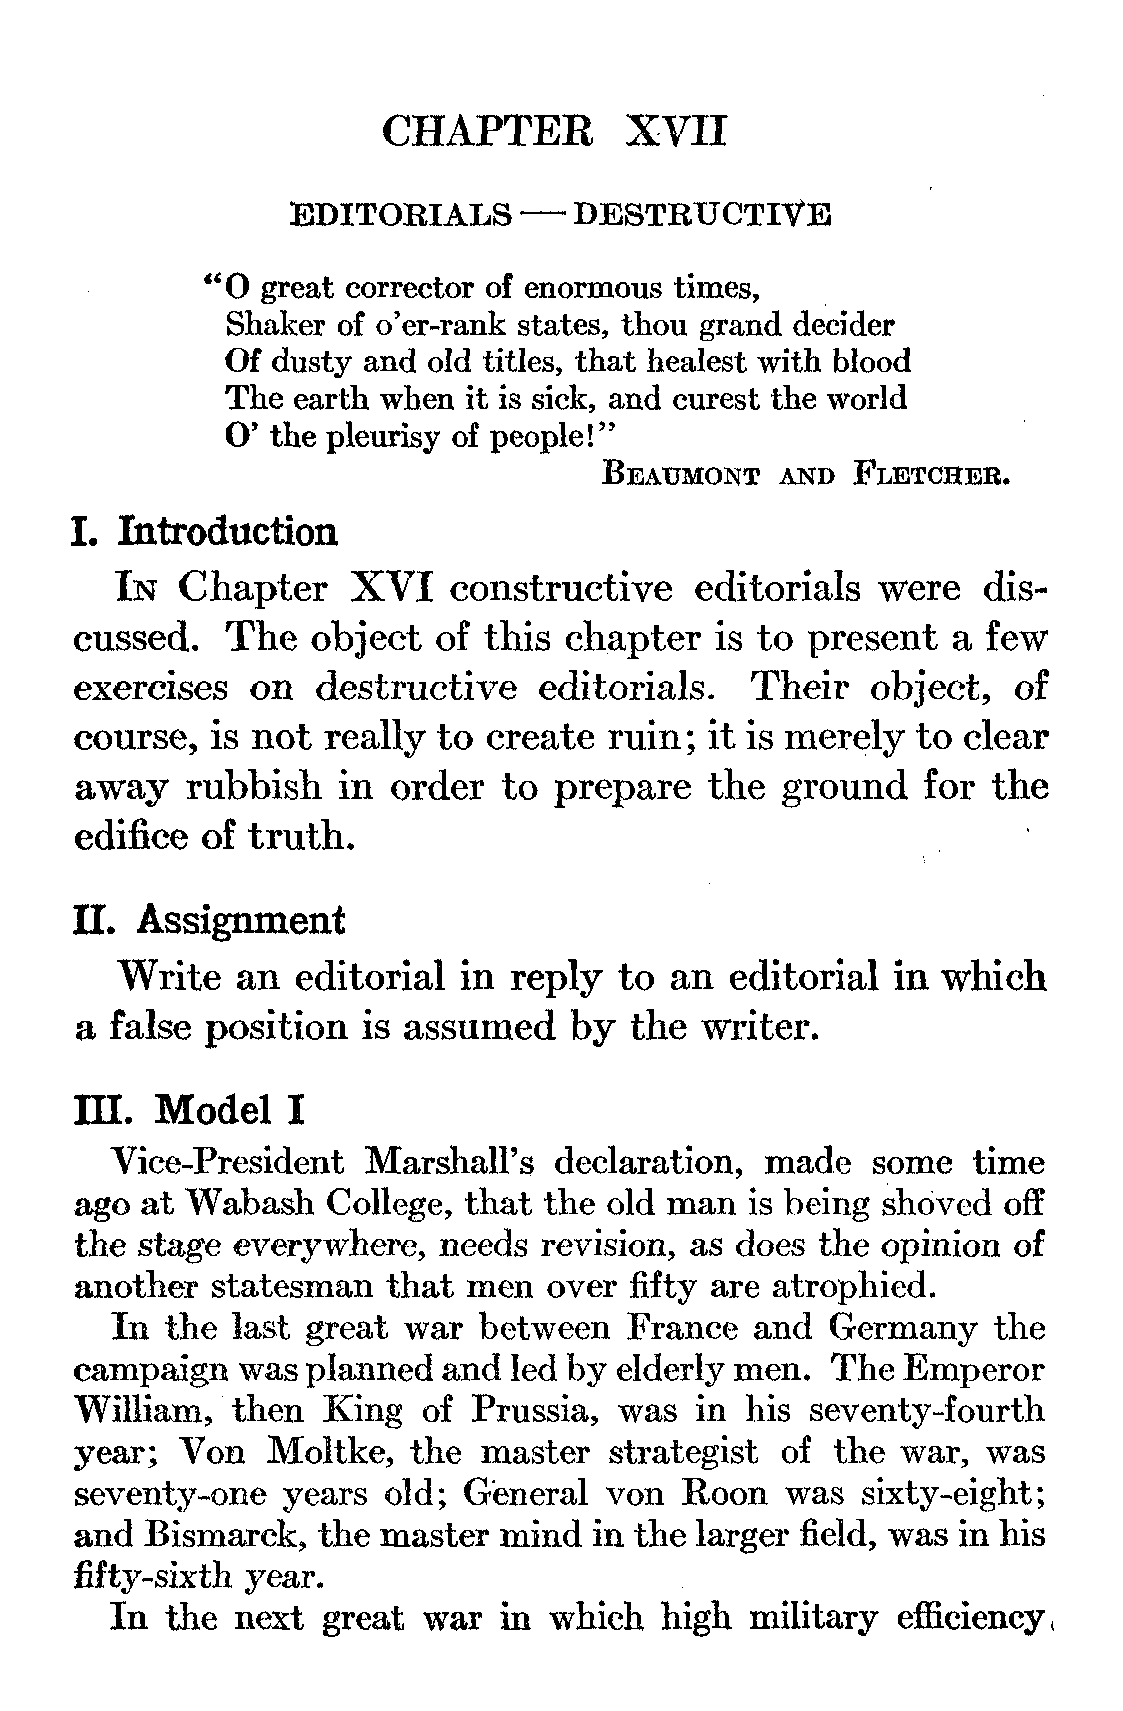 CHAPTER XVII
EDITORIALS — DESTRUCTIVE
"O great corrector of enormous times,
Shaker of o'er-rank states, thou grand decider
Of dusty and old titles, that healest with blood
The earth when it is sick, and curest the world
O' the pleurisy of people!"
BEAUMONT AND FLETCHER.
I. Introduction
IN Chapter XVI constructive editorials were dis-
cussed. The object of this chapter is to present a few
exercises on destructive editorials. Their object, of
course, is not really to create ruin; it is merely to clear
away rubbish in order to prepare the ground for the
edifice of truth.
II. Assignment
Write an editorial in reply to an editorial in which
a false position is assumed by the writer.
III. Model I
Vice-President Marshall's declaration, made some time
ago at Wabash College, that the old man is being shoved off
the stage everywhere, needs revision, as does the opinion of
another statesman that men over fifty are atrophied.
In the last great war between France and Germany the
campaign was planned and led by elderly men. The Emperor
William, then King of Prussia, was in his seventy-fourth
year; Von Moltke, the master strategist of the war, was
seventy-one years old; General von Roon was sixty-eight;
and Bismarck, the master mind in the larger field, was in his
fifty-sixth year.
In the next great war in which high military efficiency